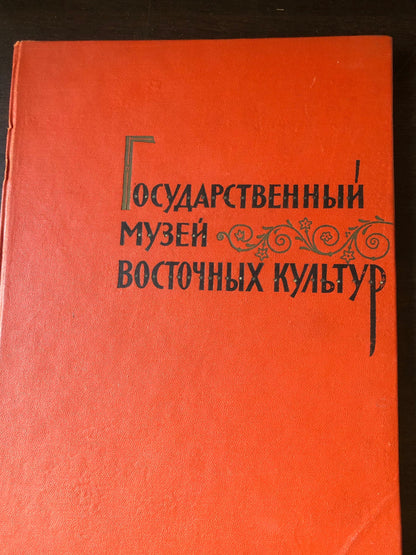 Государственный
музей
восточных культур